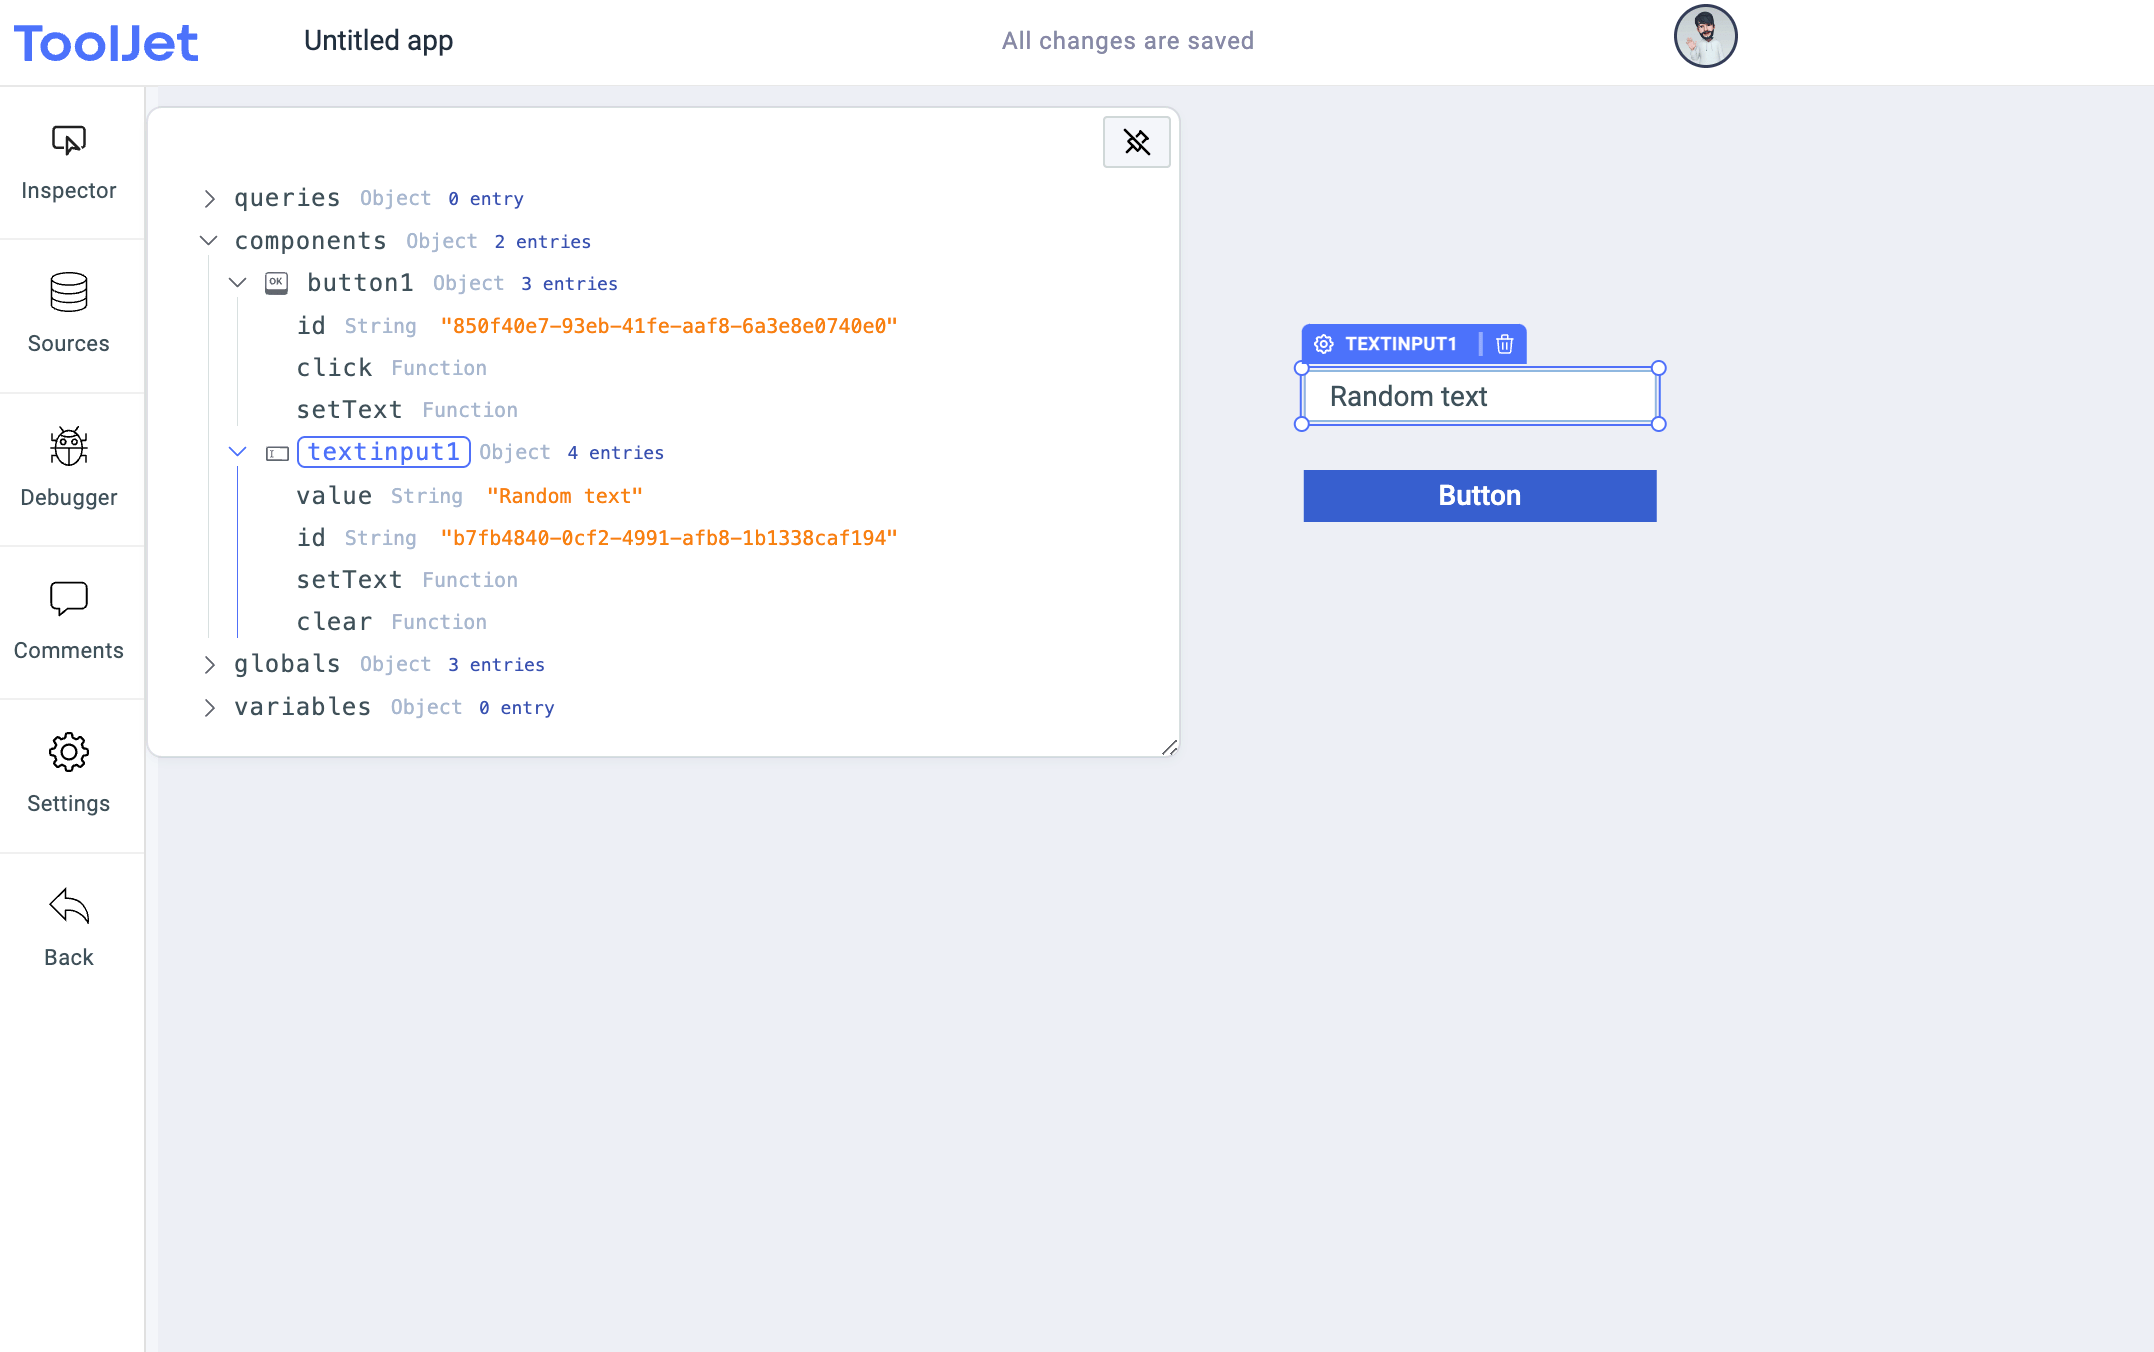 ToolJet
Untitled app
All changes are saved
Inspector
Sources
Debugger
Comments
Settings
Back
queries Object 0 entry
components Object 2 entries
OK button1 Object 3 entries
id String "850f40e7-93eb-41fe-aaf8-6a3e8e0740e0"
click Function
setText Function
textinput1 Object 4 entries
value String "Random text"
id String "b7fb4840-0cf2-4991-afb8-1b1338caf194"
setText Function
clear Function
globals Object 3 entries
variables Object 0 entry
TEXTINPUT1
Random text
Button